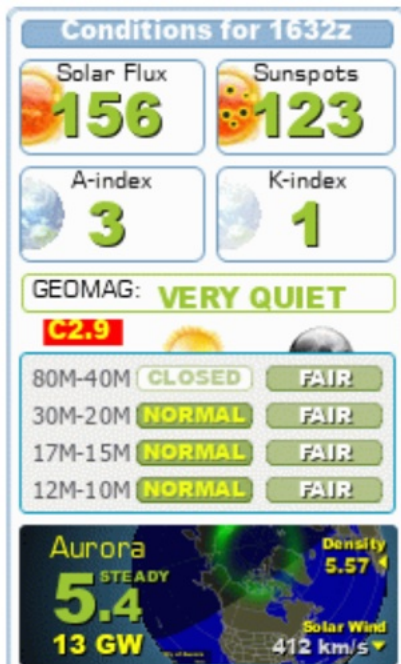 Conditions for 1632z
Solar Flux Sunspots
156 123
A-index K-index
3 1
GEOMAG: VERY QUIET
C2.9
80M-40M CLOSED FAIR
30M-20M NORMAL FAIR
17M-15M NORMAL FAIR
12M-10M NORMAL FAIR
Aurora
Density
5.57
5.4 STEADY
13 GW
Solar Wind
412 km/s